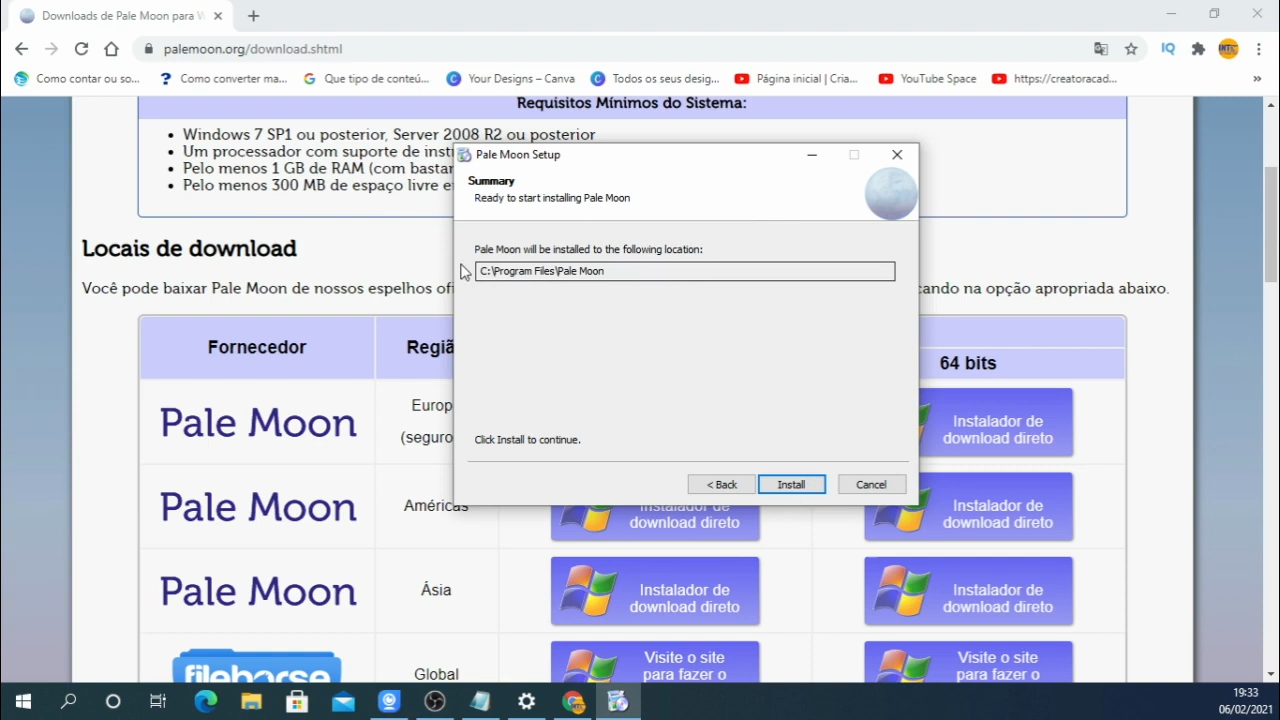 Downloads de Pale Moon para W
palemoon.org/download.shtml
Como contar ou so...
Como converter ma...
Que tipo de conteú...
Your Designs – Canva
Todos os seus desig...
Página inicial | Cria...
YouTube Space
https://creatoracad...
Requisitos Mínimos do Sistema:
Windows 7 SP1 ou posterior, Server 2008 R2 ou posterior
Um processador com suporte de inst
Pelo menos 1 GB de RAM (com bastan
Pelo menos 300 MB de espaço livre e
Pale Moon Setup
Summary
Ready to start installing Pale Moon
Pale Moon will be installed to the following location:
C:\Program Files\Pale Moon
Click Install to continue.
< Back
Install
Cancel
Locais de download
Você pode baixar Pale Moon de nossos espelhos ofi
cando na opção apropriada abaixo.
Fornecedor
Regiã
64 bits
Pale Moon
Europ
(seguro
Instalador de
download direto
Pale Moon
Américas
Instalador de
download direto
Instalador de
download direto
Pale Moon
Ásia
Instalador de
download direto
Instalador de
download direto
filehorse
Global
Visite o site
para fazer o
Visite o site
para fazer o
19:33
06/02/2021